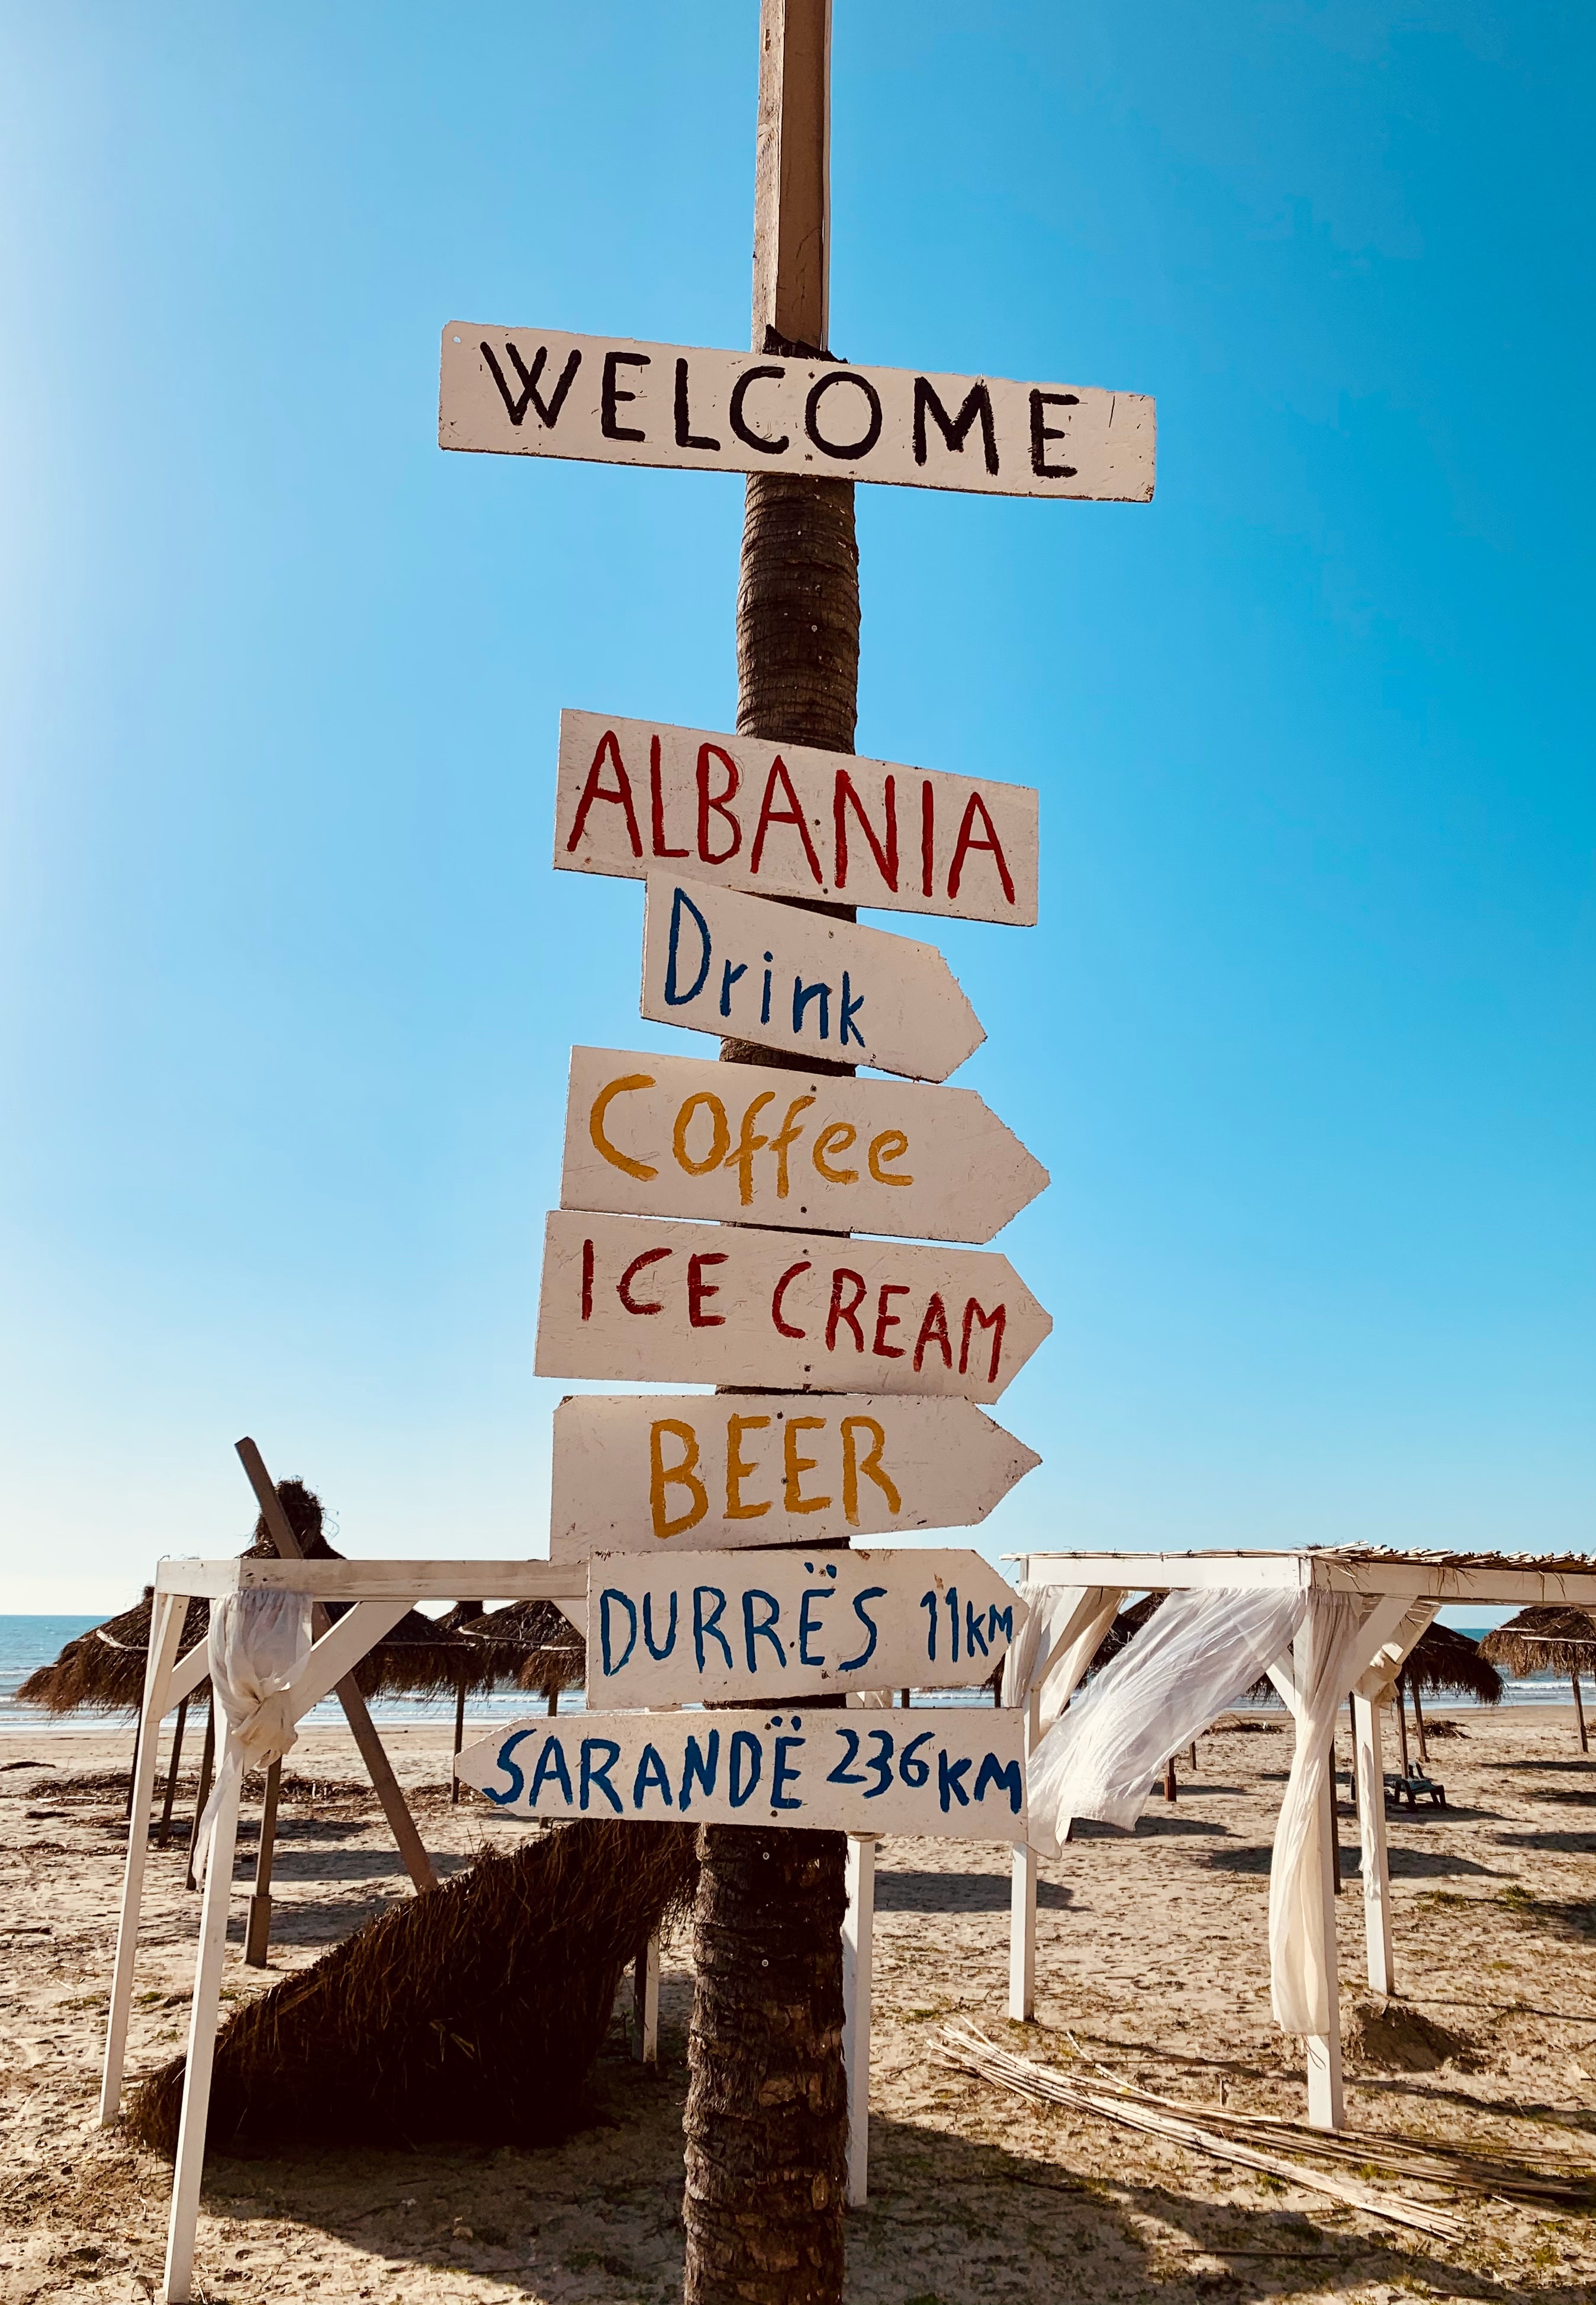 WELCOME
ALBANIA
Drink
Coffee
ICE CREAM
BEER
DURRËS 11KM
SARANDË 236KM